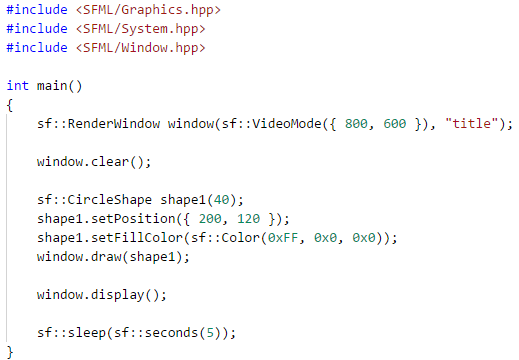 #include <SFML/Graphics.hpp>
#include <SFML/System.hpp>
#include <SFML/Window.hpp>
int main()
{
sf::RenderWindow window(sf::VideoMode({ 800, 600 }), "title");
window.clear();
sf::CircleShape shape1(40);
shape1.setPosition({ 200, 120 });
shape1.setFillColor(sf::Color(0xFF, 0x0, 0x0));
window.draw(shape1);
window.display();
sf::sleep(sf::seconds(5));
}